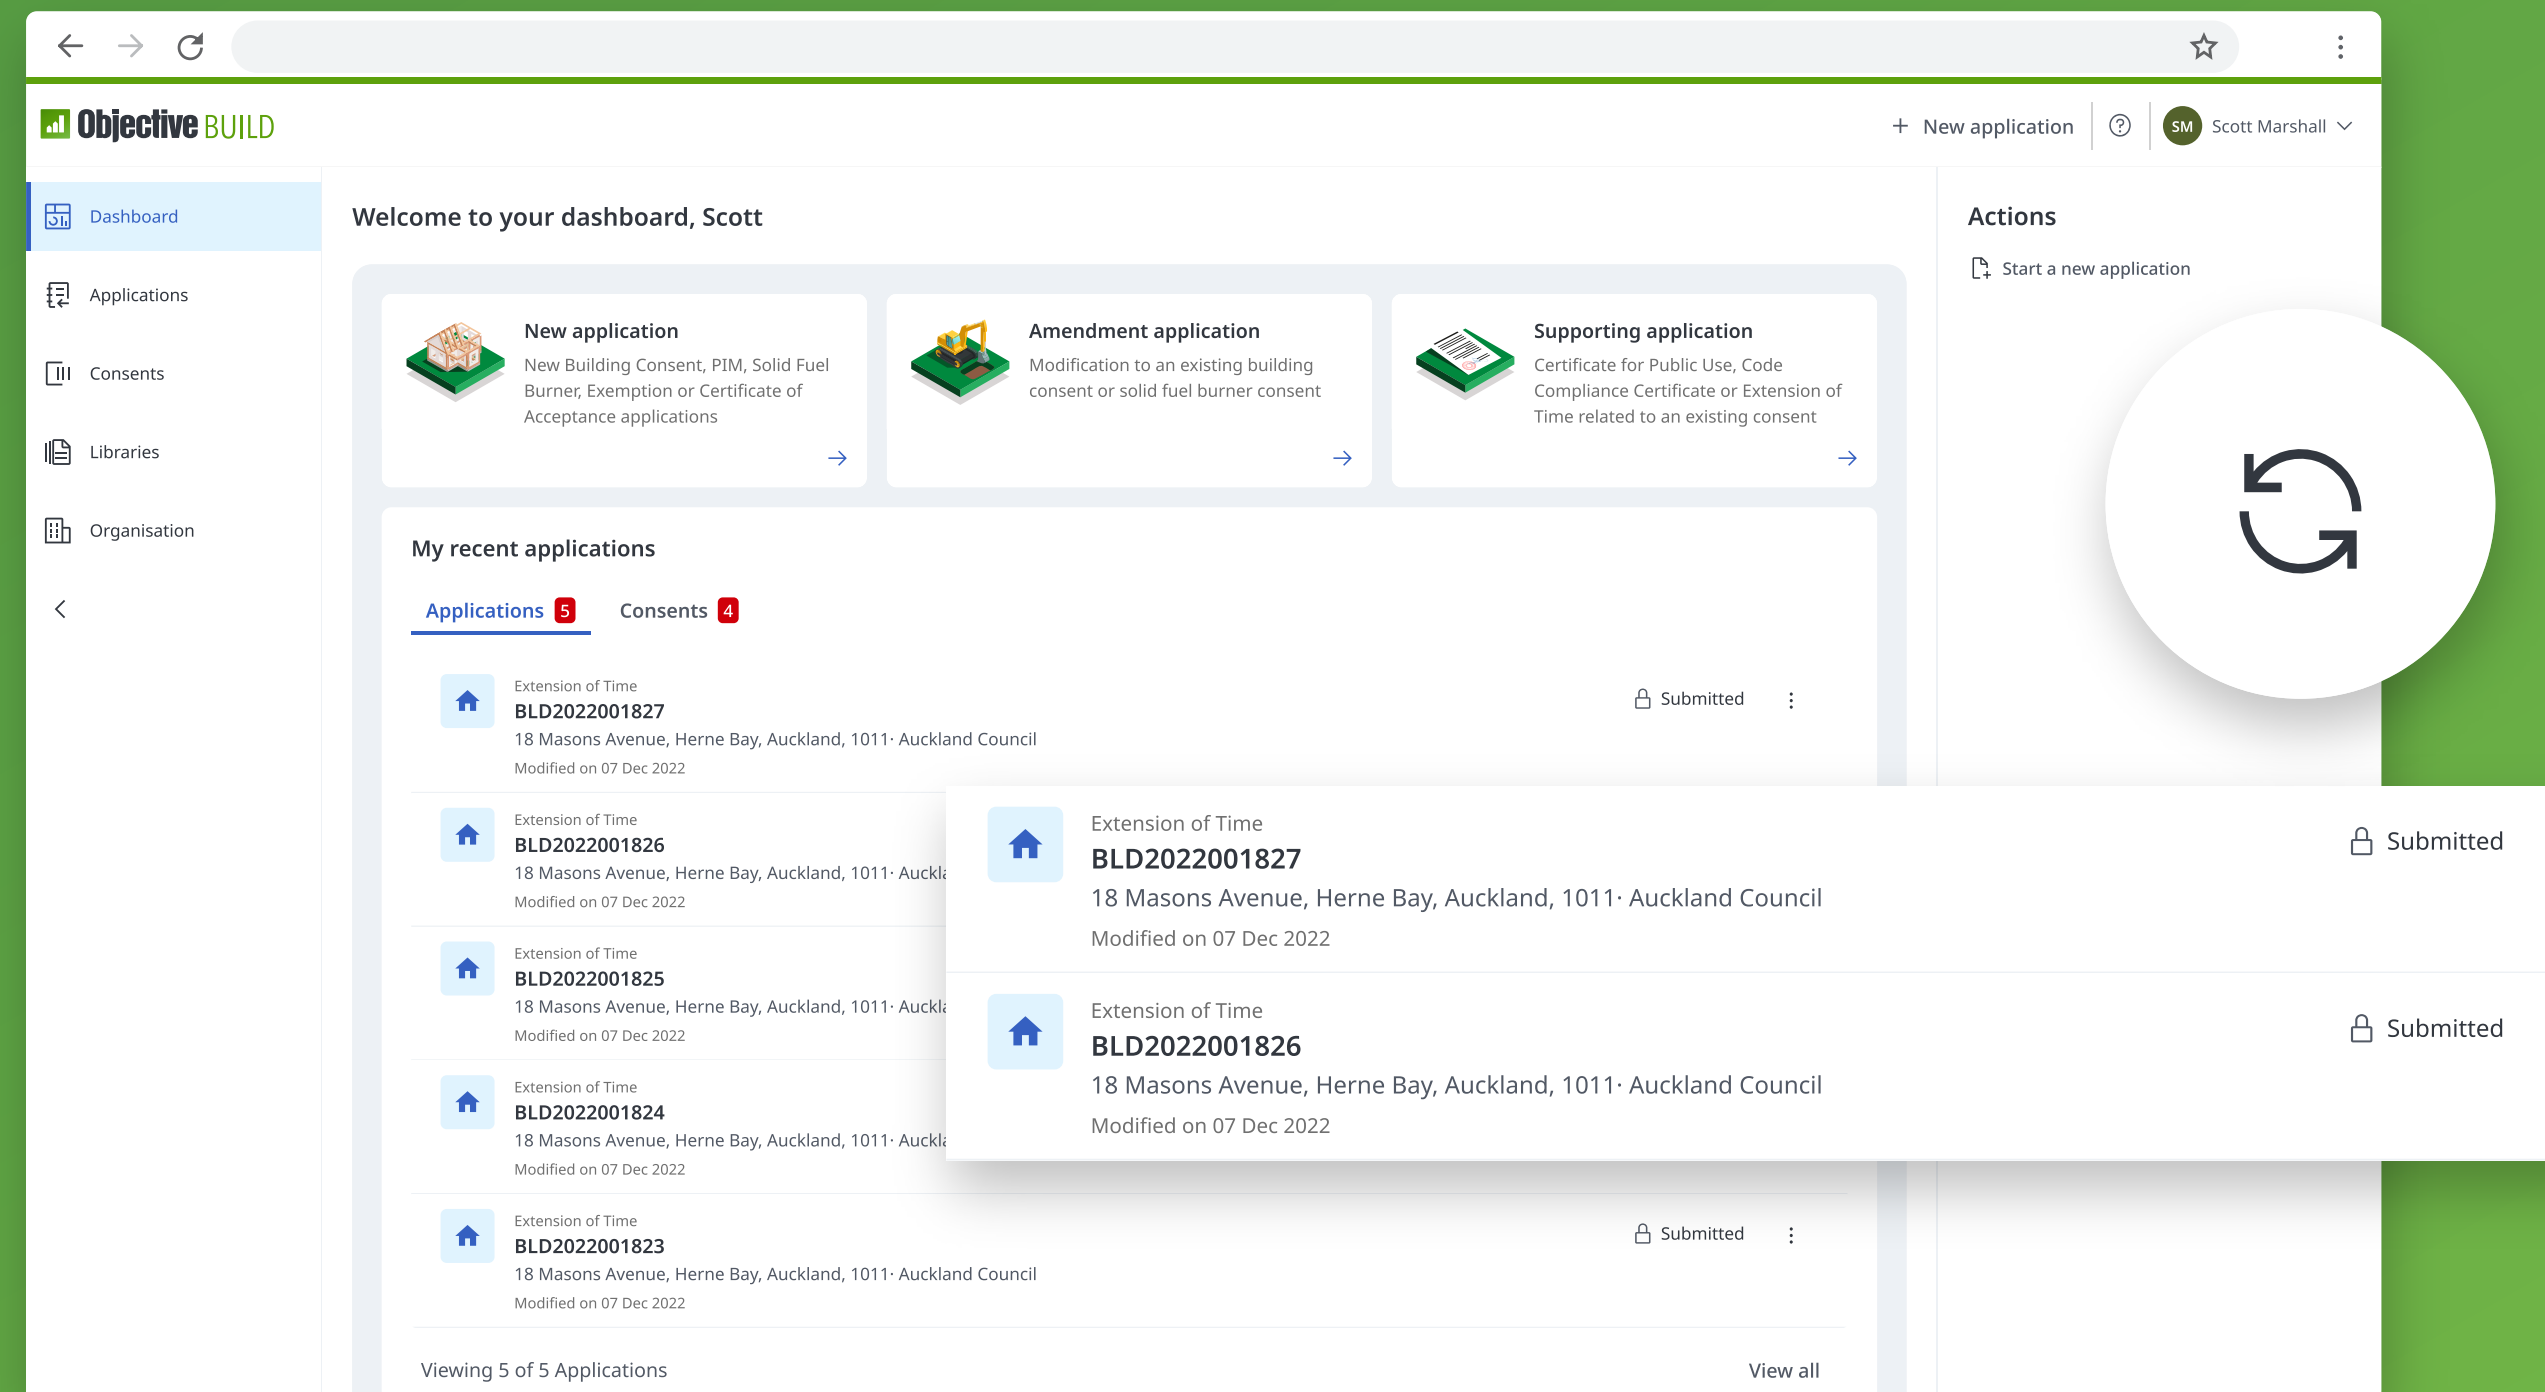 Objective BUILD
New application
SM
Scott Marshall
Dashboard
Applications
Consents
Libraries
Organisation
Welcome to your dashboard, Scott
New application
New Building Consent, PIM, Solid Fuel
Burner, Exemption or Certificate of
Acceptance applications
Amendment application
Modification to an existing building
consent or solid fuel burner consent
Supporting application
Certificate for Public Use, Code
Compliance Certificate or Extension of
Time related to an existing consent
My recent applications
Applications 5
Consents 4
Extension of Time
BLD2022001827
18 Masons Avenue, Herne Bay, Auckland, 1011· Auckland Council
Modified on 07 Dec 2022
Submitted
Extension of Time
BLD2022001826
18 Masons Avenue, Herne Bay, Auckland, 1011·
Modified on 07 Dec 2022
Extension of Time
BLD2022001825
18 Masons Avenue, Herne Bay, Auckland, 1011·
Modified on 07 Dec 2022
Extension of Time
BLD2022001824
18 Masons Avenue, Herne Bay, Auckland, 1011·
Modified on 07 Dec 2022
Extension of Time
BLD2022001823
18 Masons Avenue, Herne Bay, Auckland, 1011· Auckland Council
Modified on 07 Dec 2022
Submitted
Viewing 5 of 5 Applications
View all
Actions
Start a new application
Extension of Time
BLD2022001827
18 Masons Avenue, Herne Bay, Auckland, 1011· Auckland Council
Modified on 07 Dec 2022
Submitted
Extension of Time
BLD2022001826
18 Masons Avenue, Herne Bay, Auckland, 1011· Auckland Council
Modified on 07 Dec 2022
Submitted